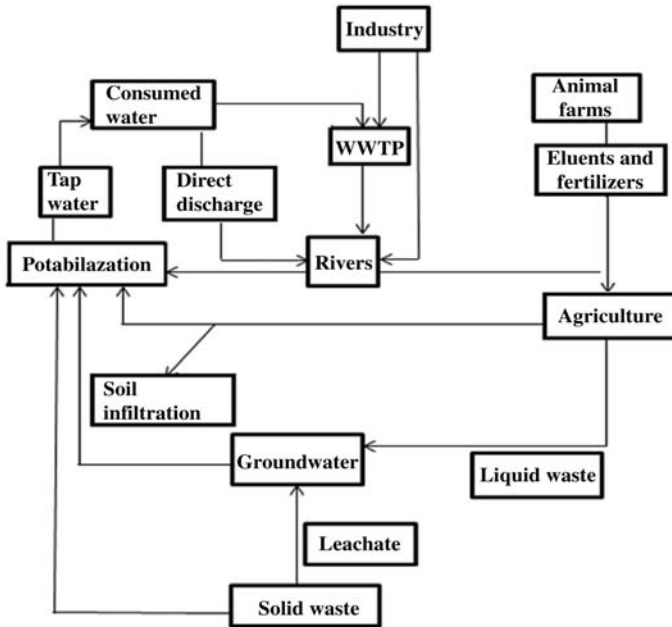 Industry
Consumed
water
Animal
farms
WWTP
Eluents and
fertilizers
Tap
water
Direct
discharge
Potabilazation
Rivers
Agriculture
Soil
infiltration
Groundwater
Liquid waste
Leachate
Solid waste